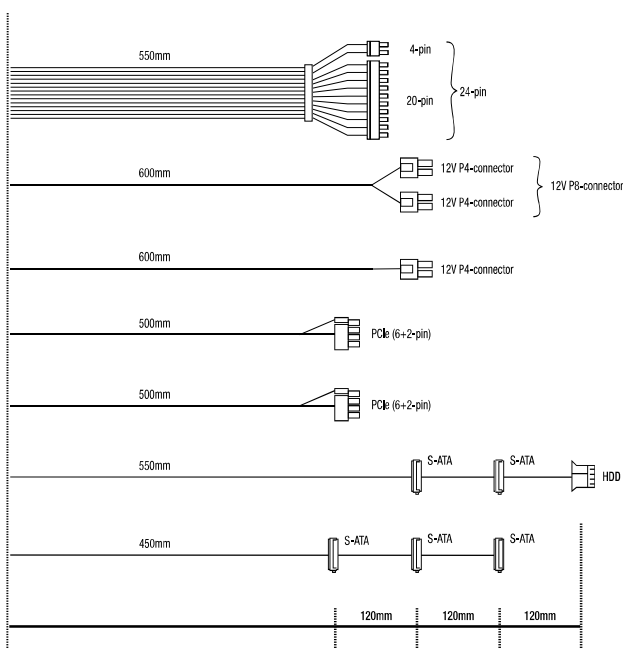 550mm
4-pin
20-pin
24-pin
600mm
12V P4-connector
12V P4-connector
12V P8-connector
600mm
12V P4-connector
500mm
PCIe (6+2-pin)
500mm
PCIe (6+2-pin)
550mm
S-ATA
S-ATA
HDD
450mm
S-ATA
S-ATA
S-ATA
120mm
120mm
120mm